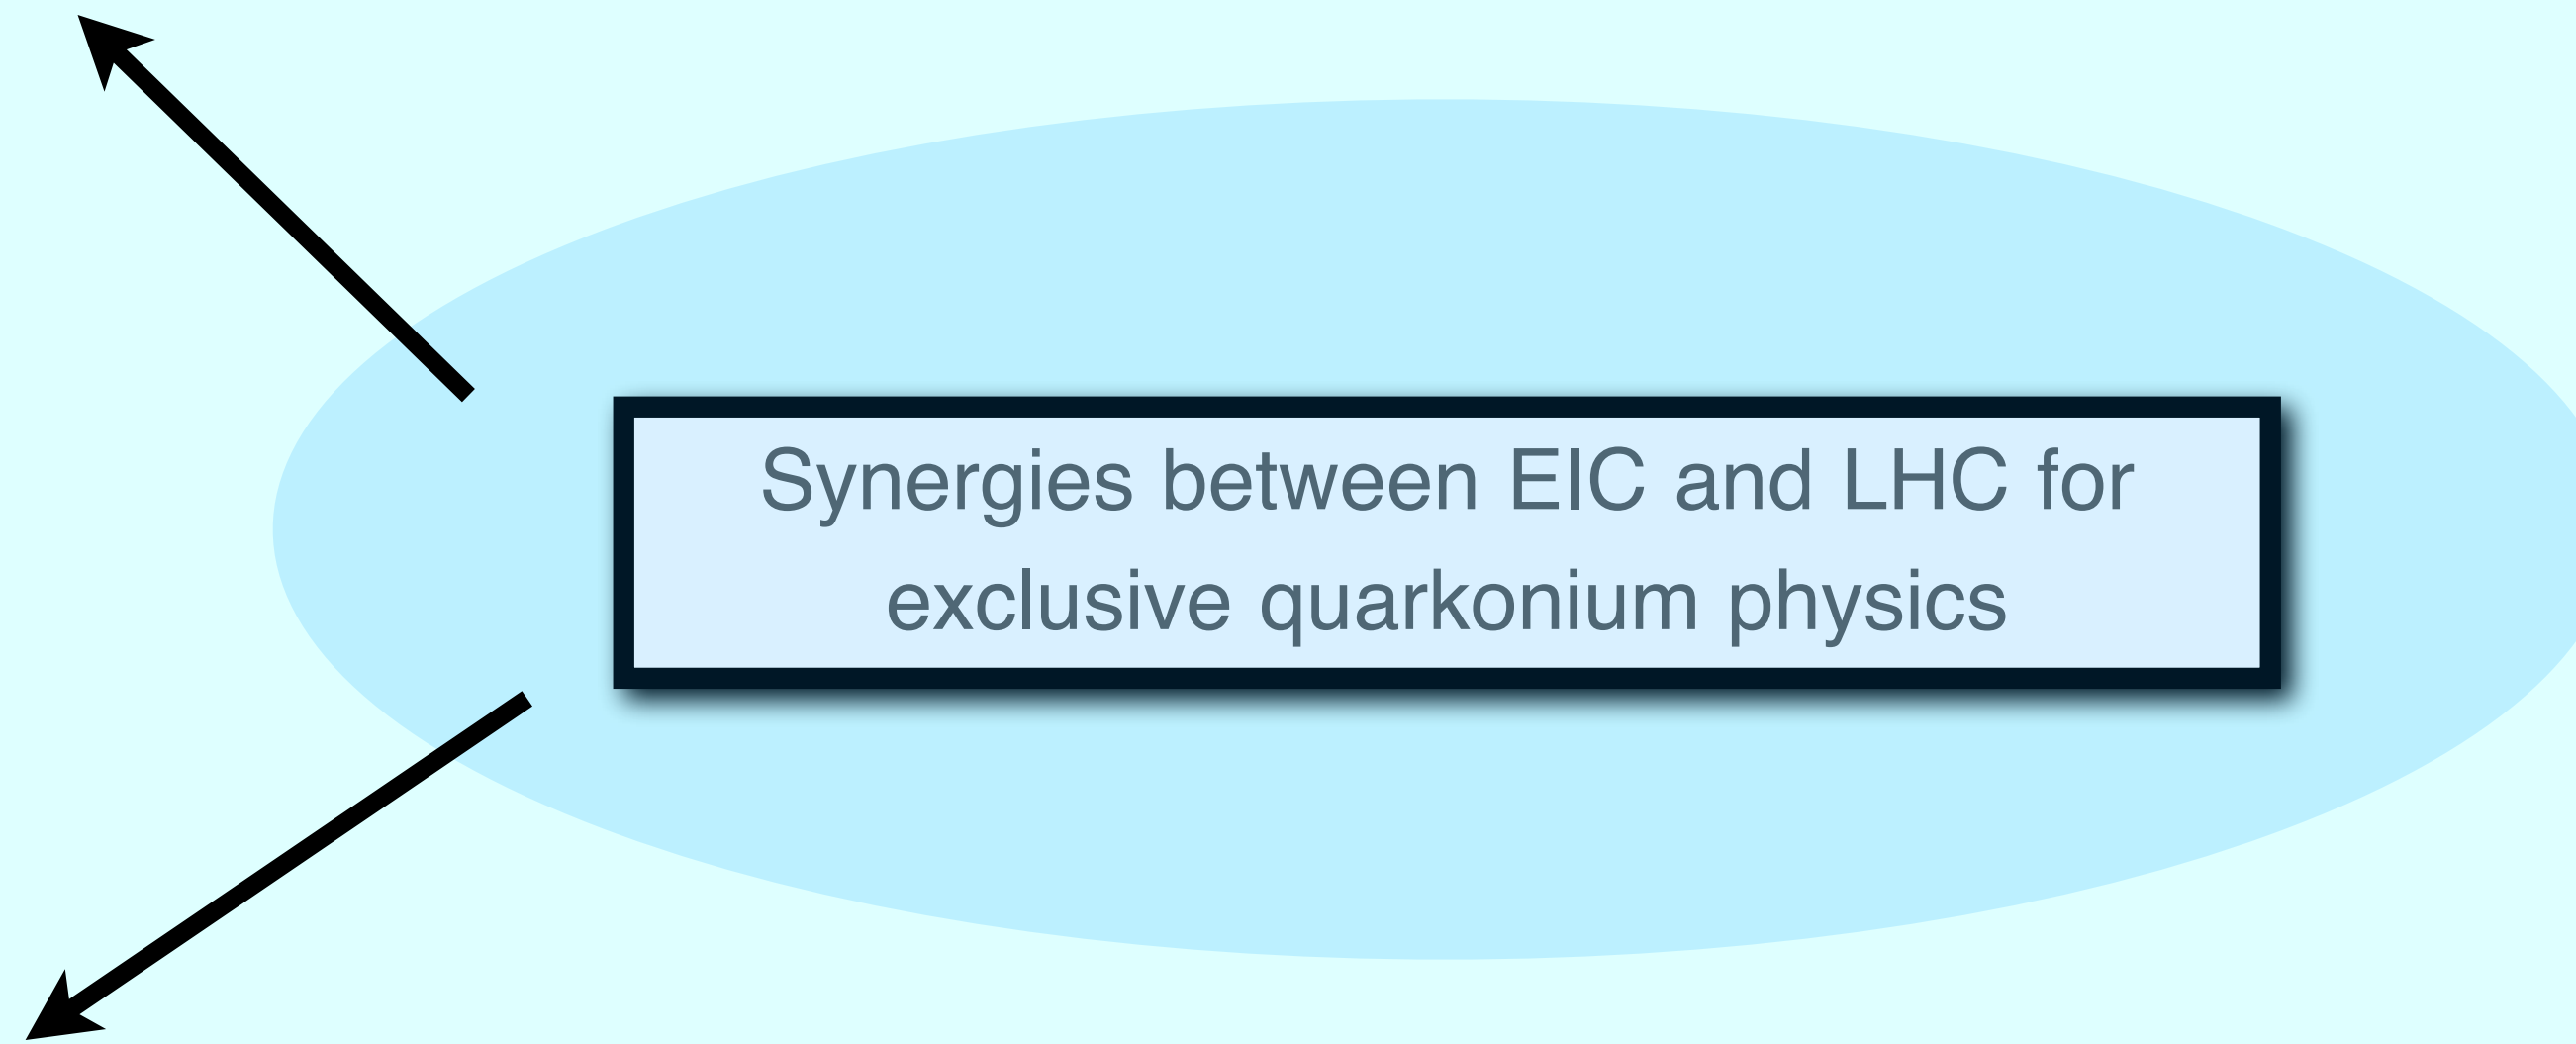 Synergies between EIC and LHC for
exclusive quarkonium physics